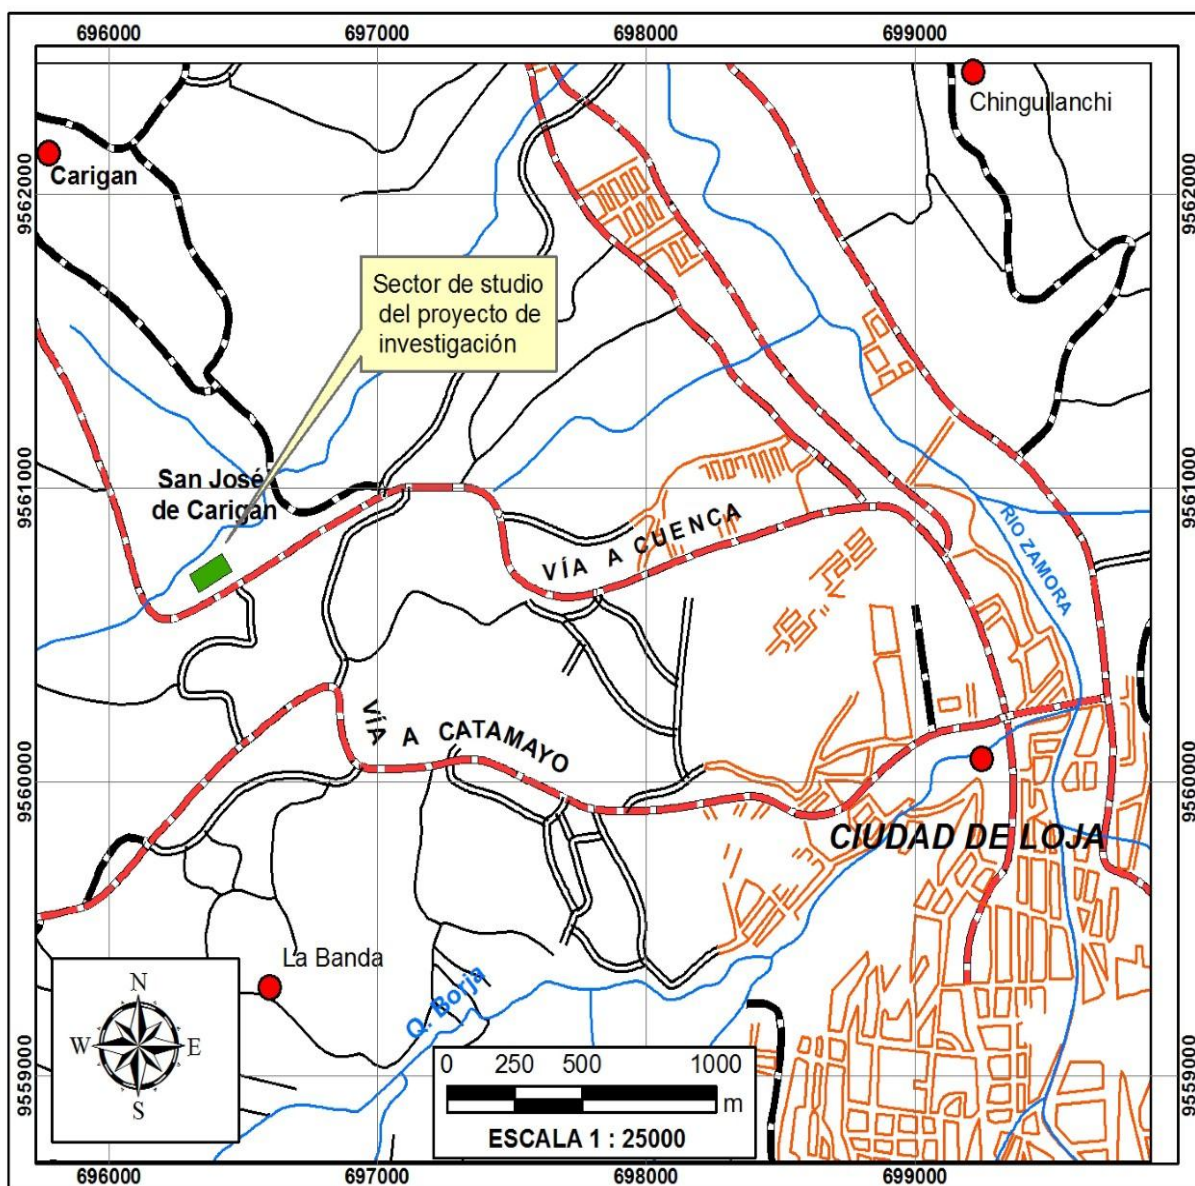 696000 697000 698000 699000
Chinguilanchi
Carigan
9562000 9562000
Sector de studio
del proyecto de
investigación
San José
de Carigan
9561000 9561000
VÍA A CUENCA
RIO ZAMORA
VÍA A CATAMAYO
9560000 9560000
CIUDAD DE LOJA
La Banda
Q. Borja
N
W E
S
0 250 500 1000
m
ESCALA 1 : 25000
9559000 9559000
696000 697000 698000 699000